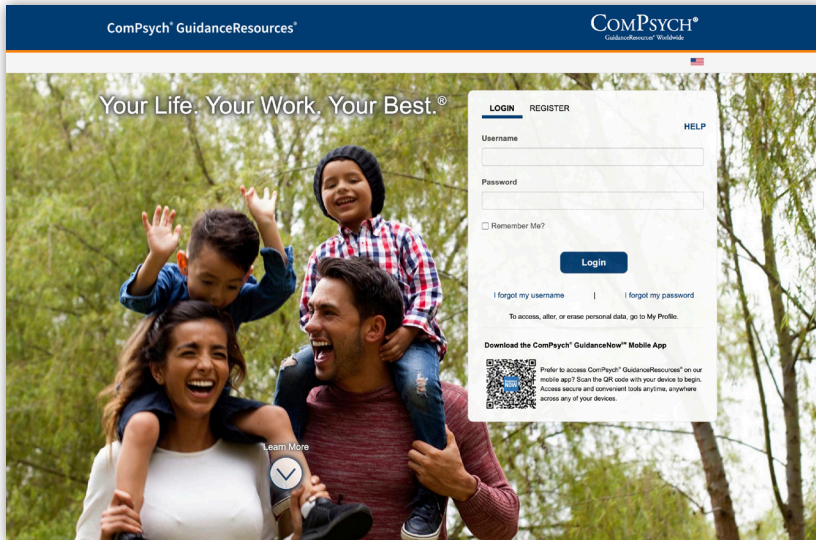 ComPsych® GuidanceResources®
COMPSYCH®
GuidanceResources® Worldwide
Your Life. Your Work. Your Best.®
LOGIN REGISTER
HELP
Username
Password
Remember Me?
Login
I forgot my username | I forgot my password
To access, alter, or erase personal data, go to My Profile.
Download the ComPsych® GuidanceNow℠ Mobile App
Prefer to access ComPsych® GuidanceResources® on our
mobile app? Scan the QR code with your device to begin.
Access secure and convenient tools anytime, anywhere
across any of your devices.
Learn More